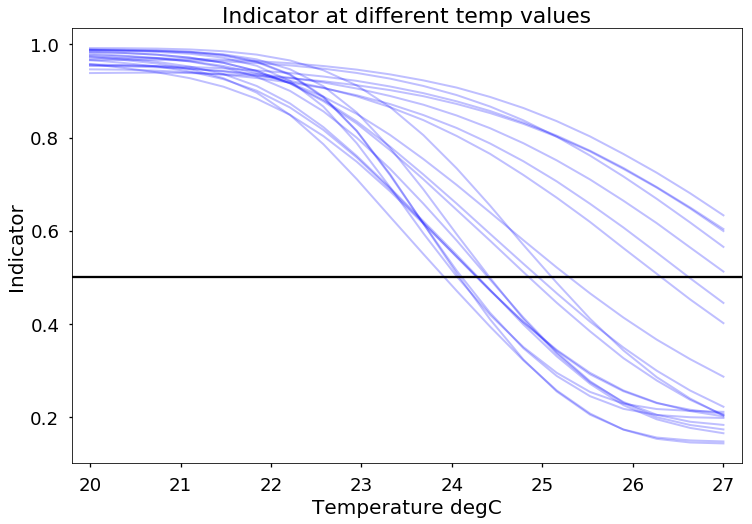 Indicator at different temp values
1.0
0.8
0.6
0.4
0.2
Indicator
20 21 22 23 24 25 26 27
Temperature degC